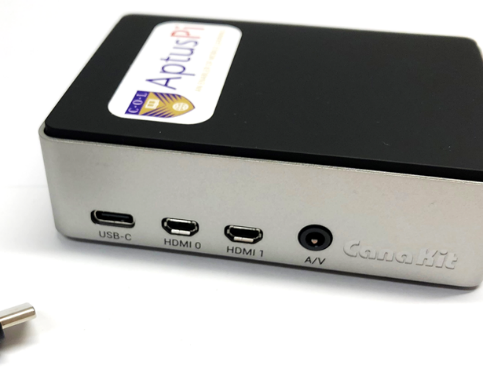 C-O-L
AptusPi
USB-C
HDMI 0
HDMI 1
A/V
CanaKit